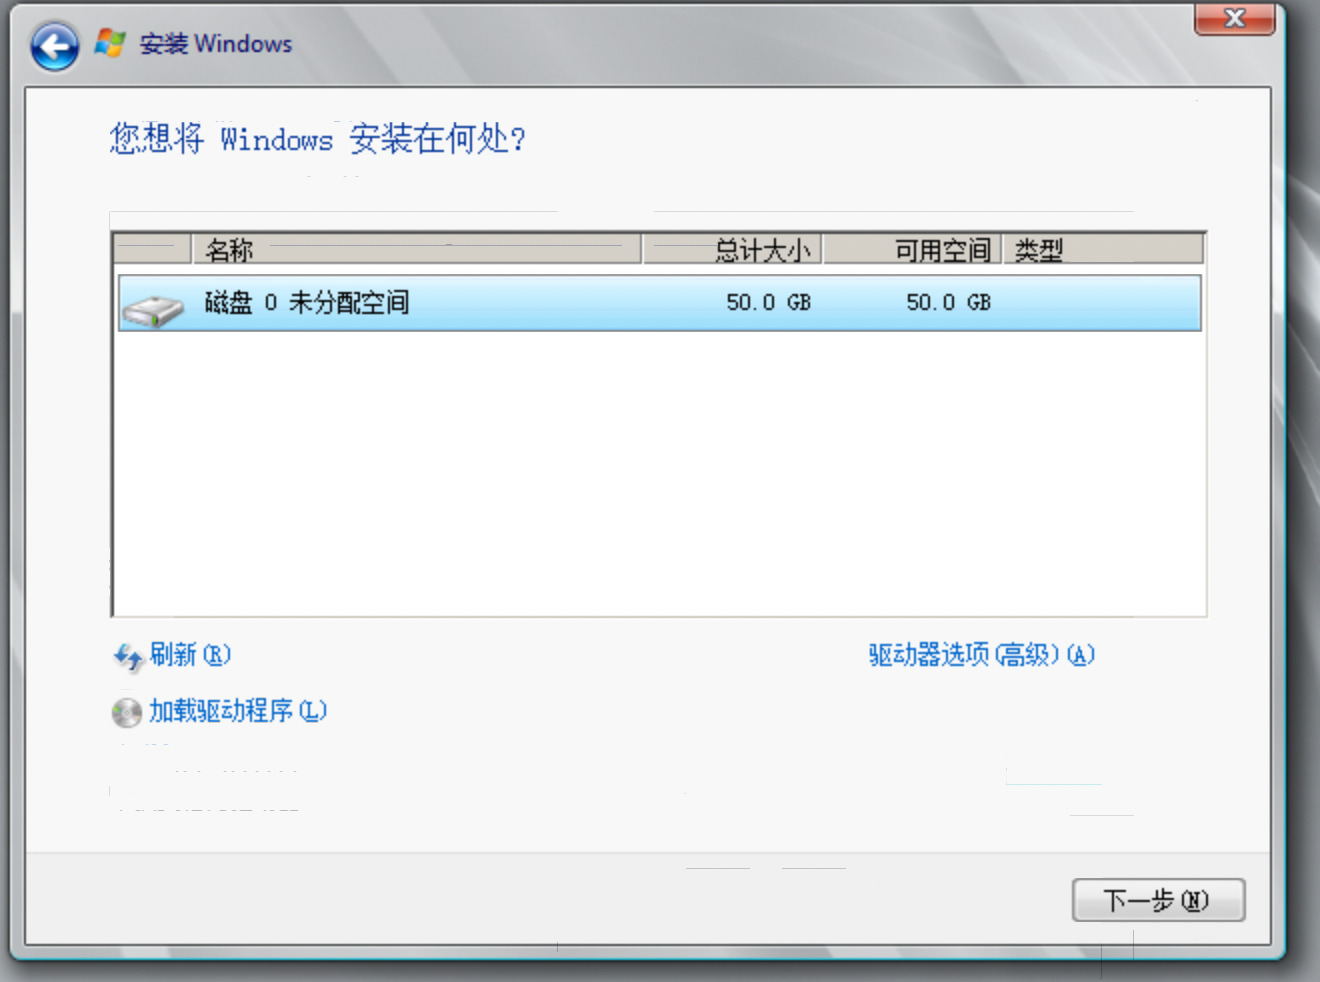 安装 Windows
您想将 Windows 安装在何处?
名称 总计大小 可用空间 类型
磁盘 0 未分配空间 50.0 GB 50.0 GB
刷新(R) 驱动器选项(高级)(A)
加载驱动程序(L)
下一步(N)